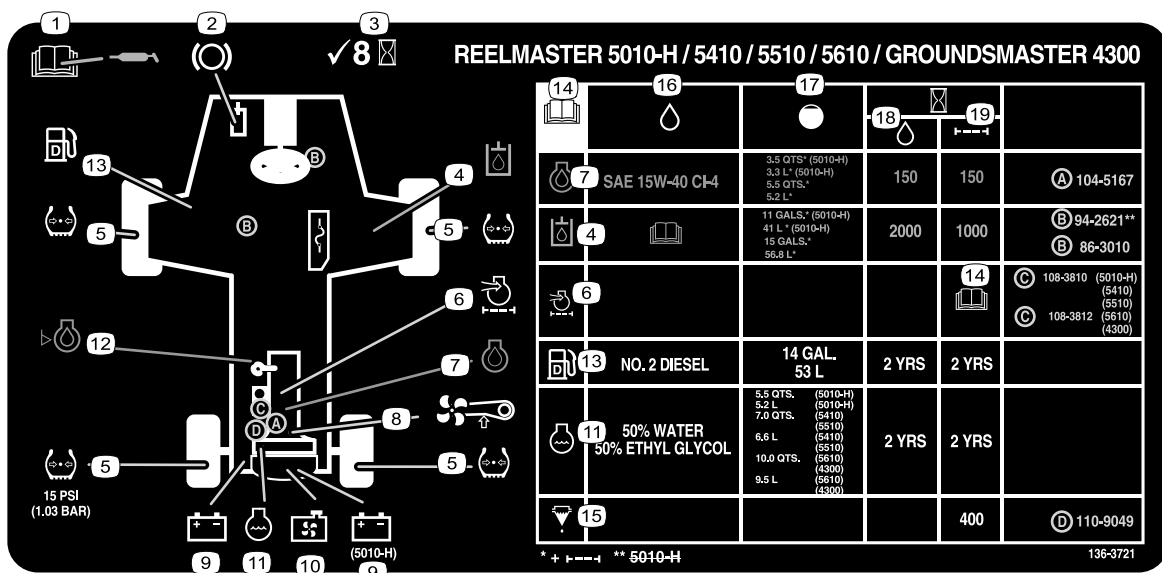 1
2
3
✓8
REELMASTER 5010-H / 5410 / 5510 / 5610 / GROUNDSMASTER 4300
14
16
17
18
19
D
13
B
4
7
SAE 15W-40 CI-4
3.5 QTS* (5010-H)
3.3 L* (5010-H)
5.5 QTS.*
5.2 L*
150
150
A 104-5167
5
B
5
4
11 GALS.* (5010-H)
41 L * (5010-H)
15 GALS.*
56.8 L*
2000
1000
B 94-2621**
B 86-3010
6
6
14
C 108-3810 (5010-H)
(5410)
(5510)
C 108-3812 (5610)
(4300)
12
7
D
13
NO. 2 DIESEL
14 GAL.
53 L
2 YRS
2 YRS
C
A
D
8
11
50% WATER
50% ETHYL GLYCOL
5.5 QTS. (5010-H)
5.2 L (5010-H)
7.0 QTS. (5410)
(5510)
6,6 L (5410)
(5510)
10.0 QTS. (5610)
(4300)
9.5 L (5610)
(4300)
2 YRS
2 YRS
5
5
15 PSI
(1.03 BAR)
15
400
D 110-9049
+ -
+ -
(5010-H)
9
11
10
9
* + ** 5010-H
136-3721